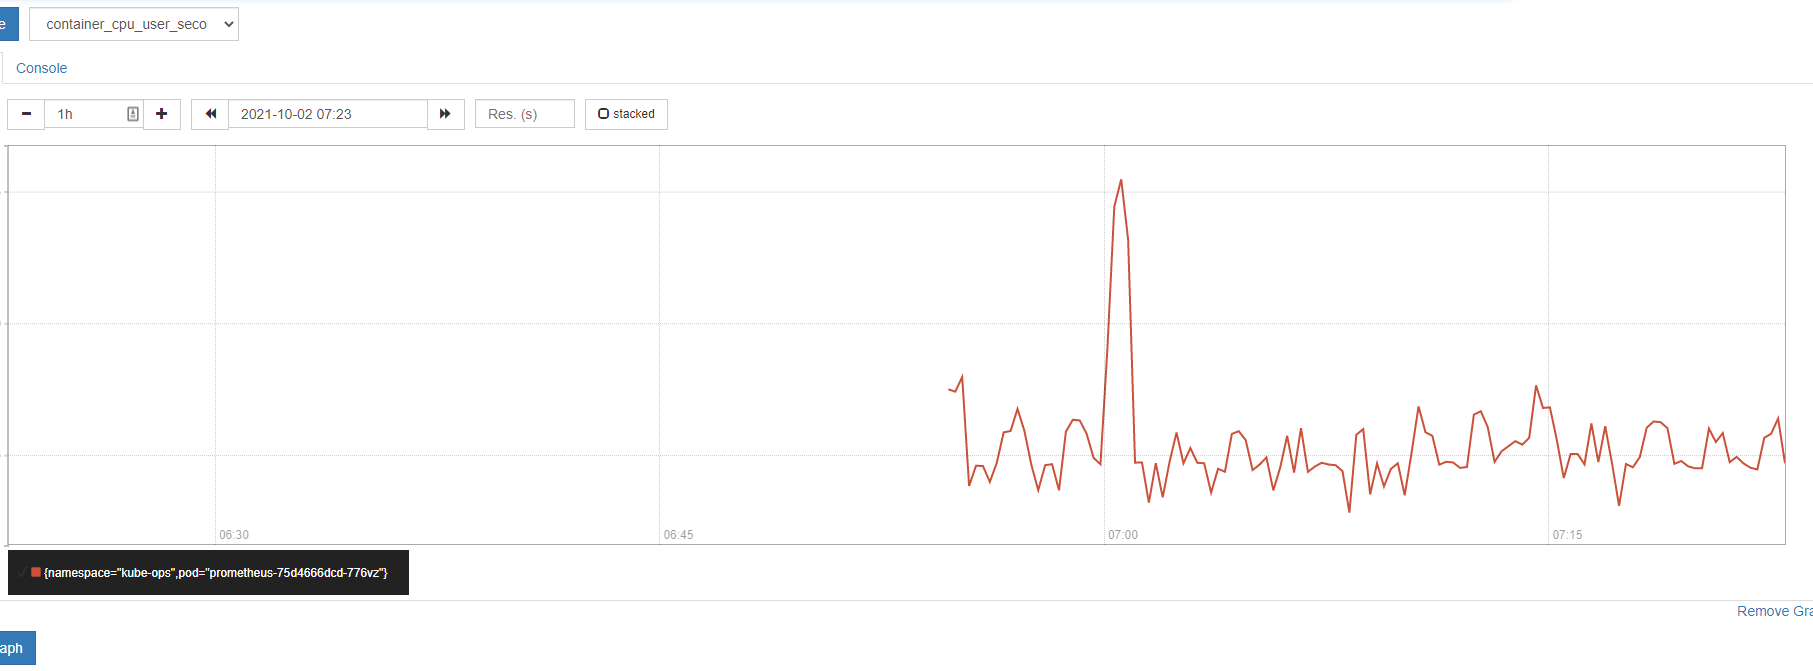 e container_cpu_user_seco
Console
1h 2021-10-02 07:23 Res. (s) stacked
06:30 06:45 07:00 07:15
{namespace="kube-ops",pod="prometheus-75d4666dcd-776vz"}
Remove Gra
aph